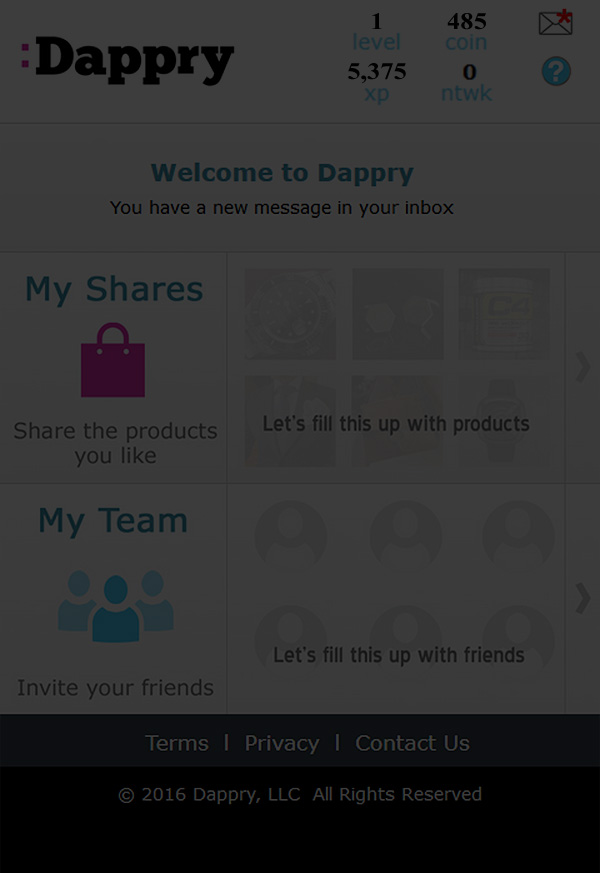 :Dappry
1 485
level coin
5,375 0
xp ntwk
?
Welcome to Dappry
You have a new message in your inbox
My Shares
Share the products
you like
Let's fill this up with products
My Team
Invite your friends
Let's fill this up with friends
Terms | Privacy | Contact Us
© 2016 Dappry, LLC All Rights Reserved